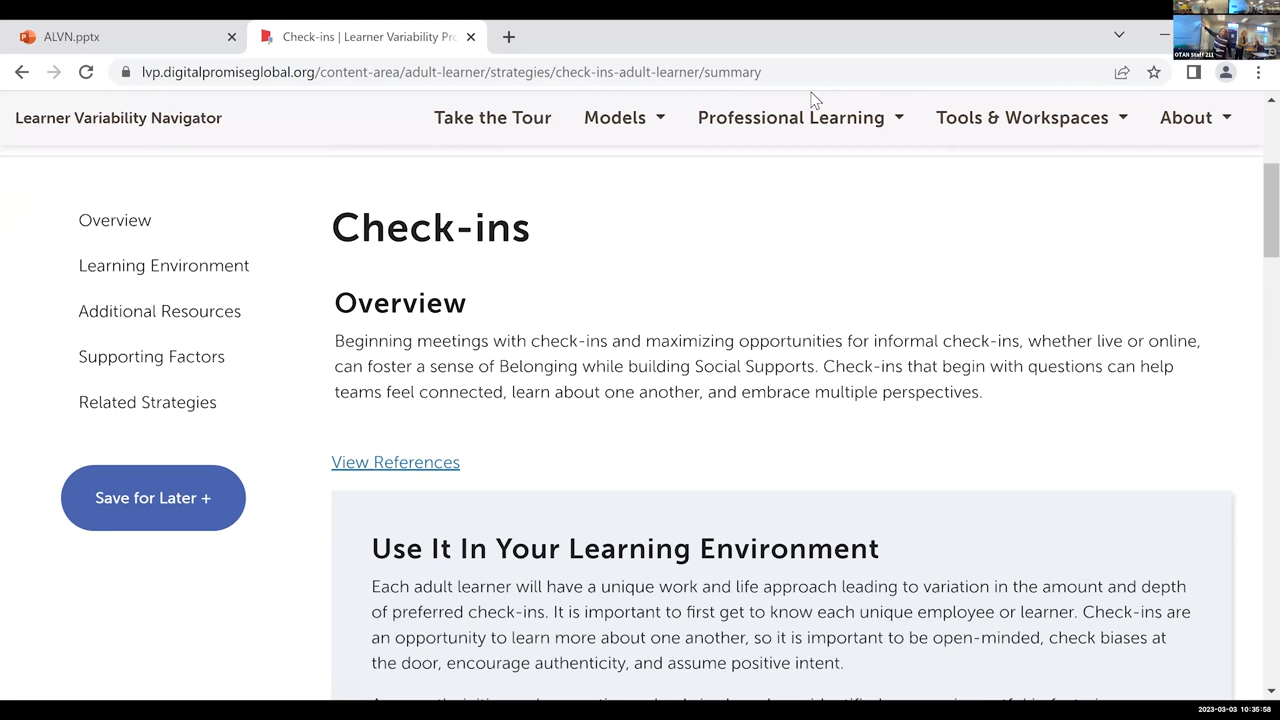 ALVN.pptx
Check-ins | Learner Variability Pro
OTAN Staff 211
lvp.digitalpromiseglobal.org/content-area/adult-learner/strategies/check-ins-adult-learner/summary
Learner Variability Navigator
Take the Tour
Models
Professional Learning
Tools & Workspaces
About
Overview
Learning Environment
Additional Resources
Supporting Factors
Related Strategies
Save for Later +
Check-ins
Overview
Beginning meetings with check-ins and maximizing opportunities for informal check-ins, whether live or online,
can foster a sense of Belonging while building Social Supports. Check-ins that begin with questions can help
teams feel connected, learn about one another, and embrace multiple perspectives.
View References
Use It In Your Learning Environment
Each adult learner will have a unique work and life approach leading to variation in the amount and depth
of preferred check-ins. It is important to first get to know each unique employee or learner. Check-ins are
an opportunity to learn more about one another, so it is important to be open-minded, check biases at
the door, encourage authenticity, and assume positive intent.
2023-03-03 10:35:58